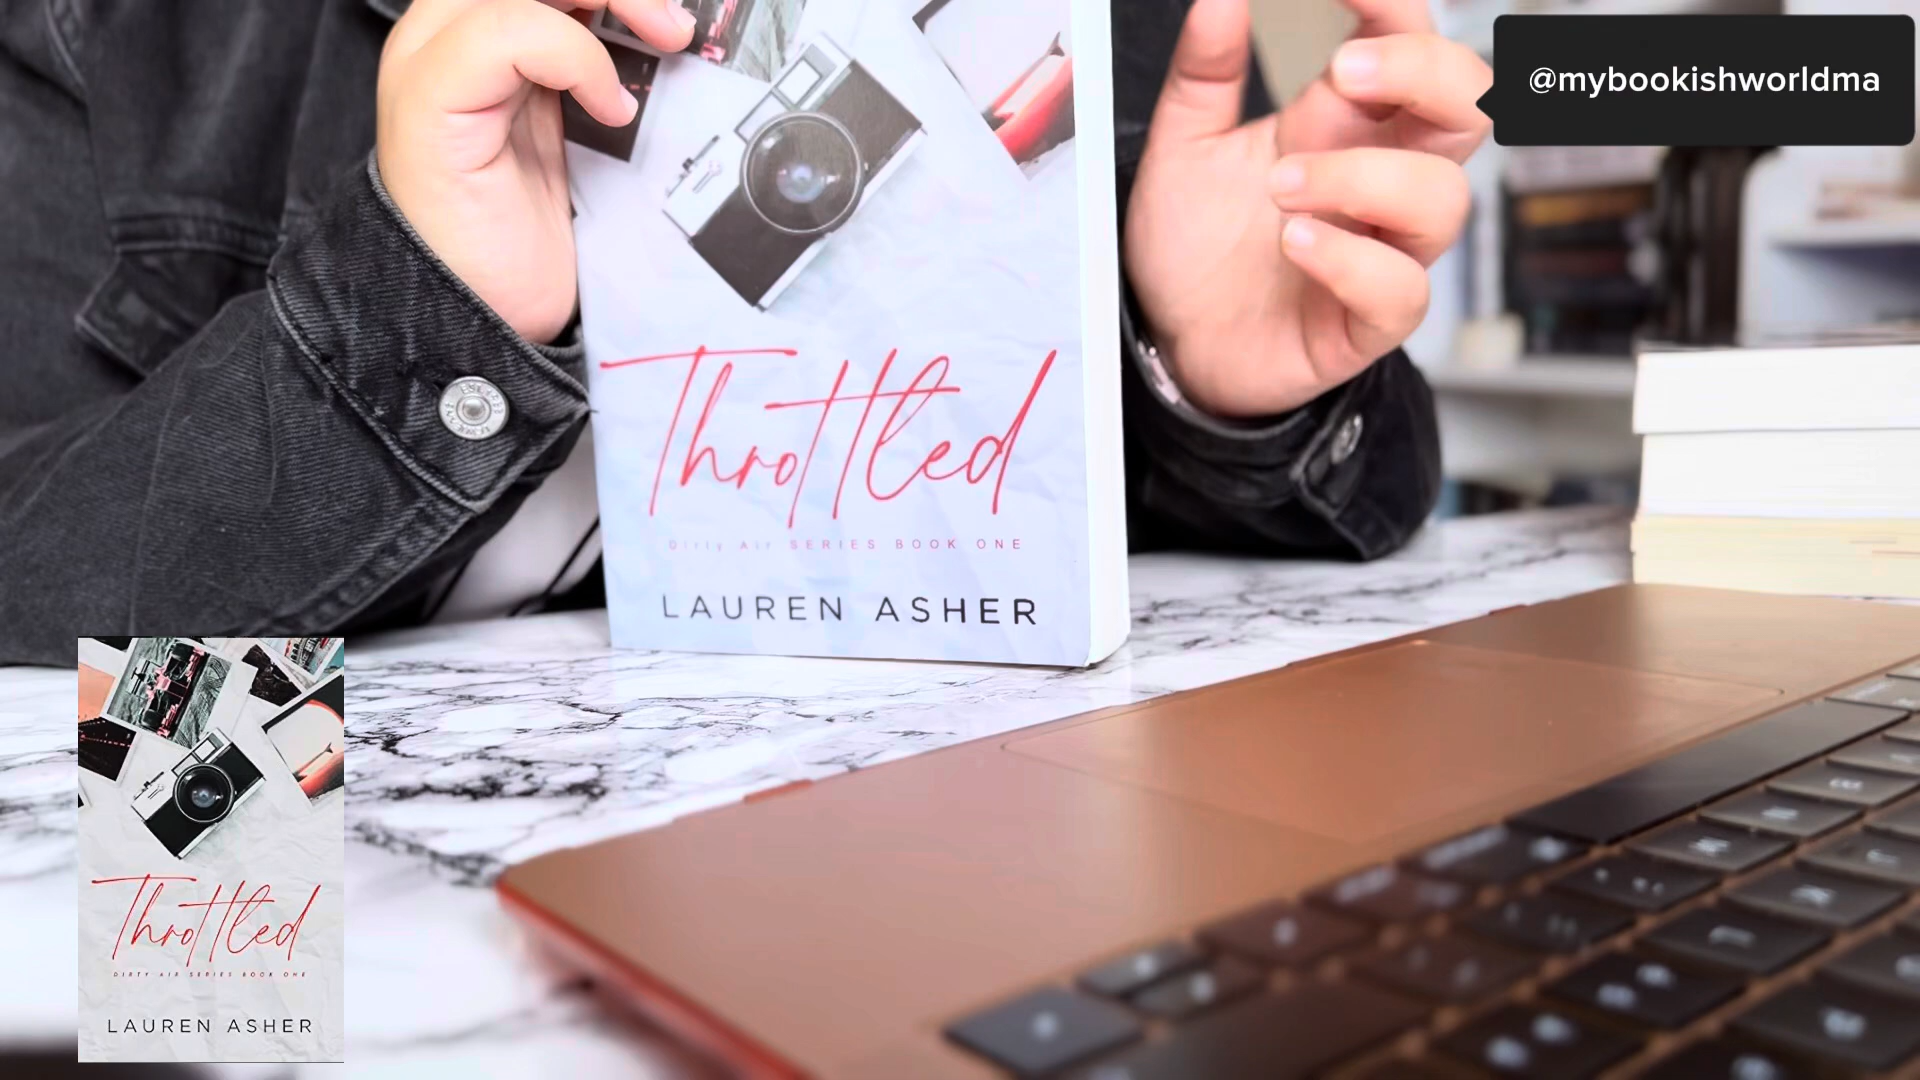 @mybookishworldma
Throttled
Dirty Air SERIES BOOK ONE
LAUREN ASHER
Throttled
DIRTY AIR SERIES BOOK ONE
LAUREN ASHER